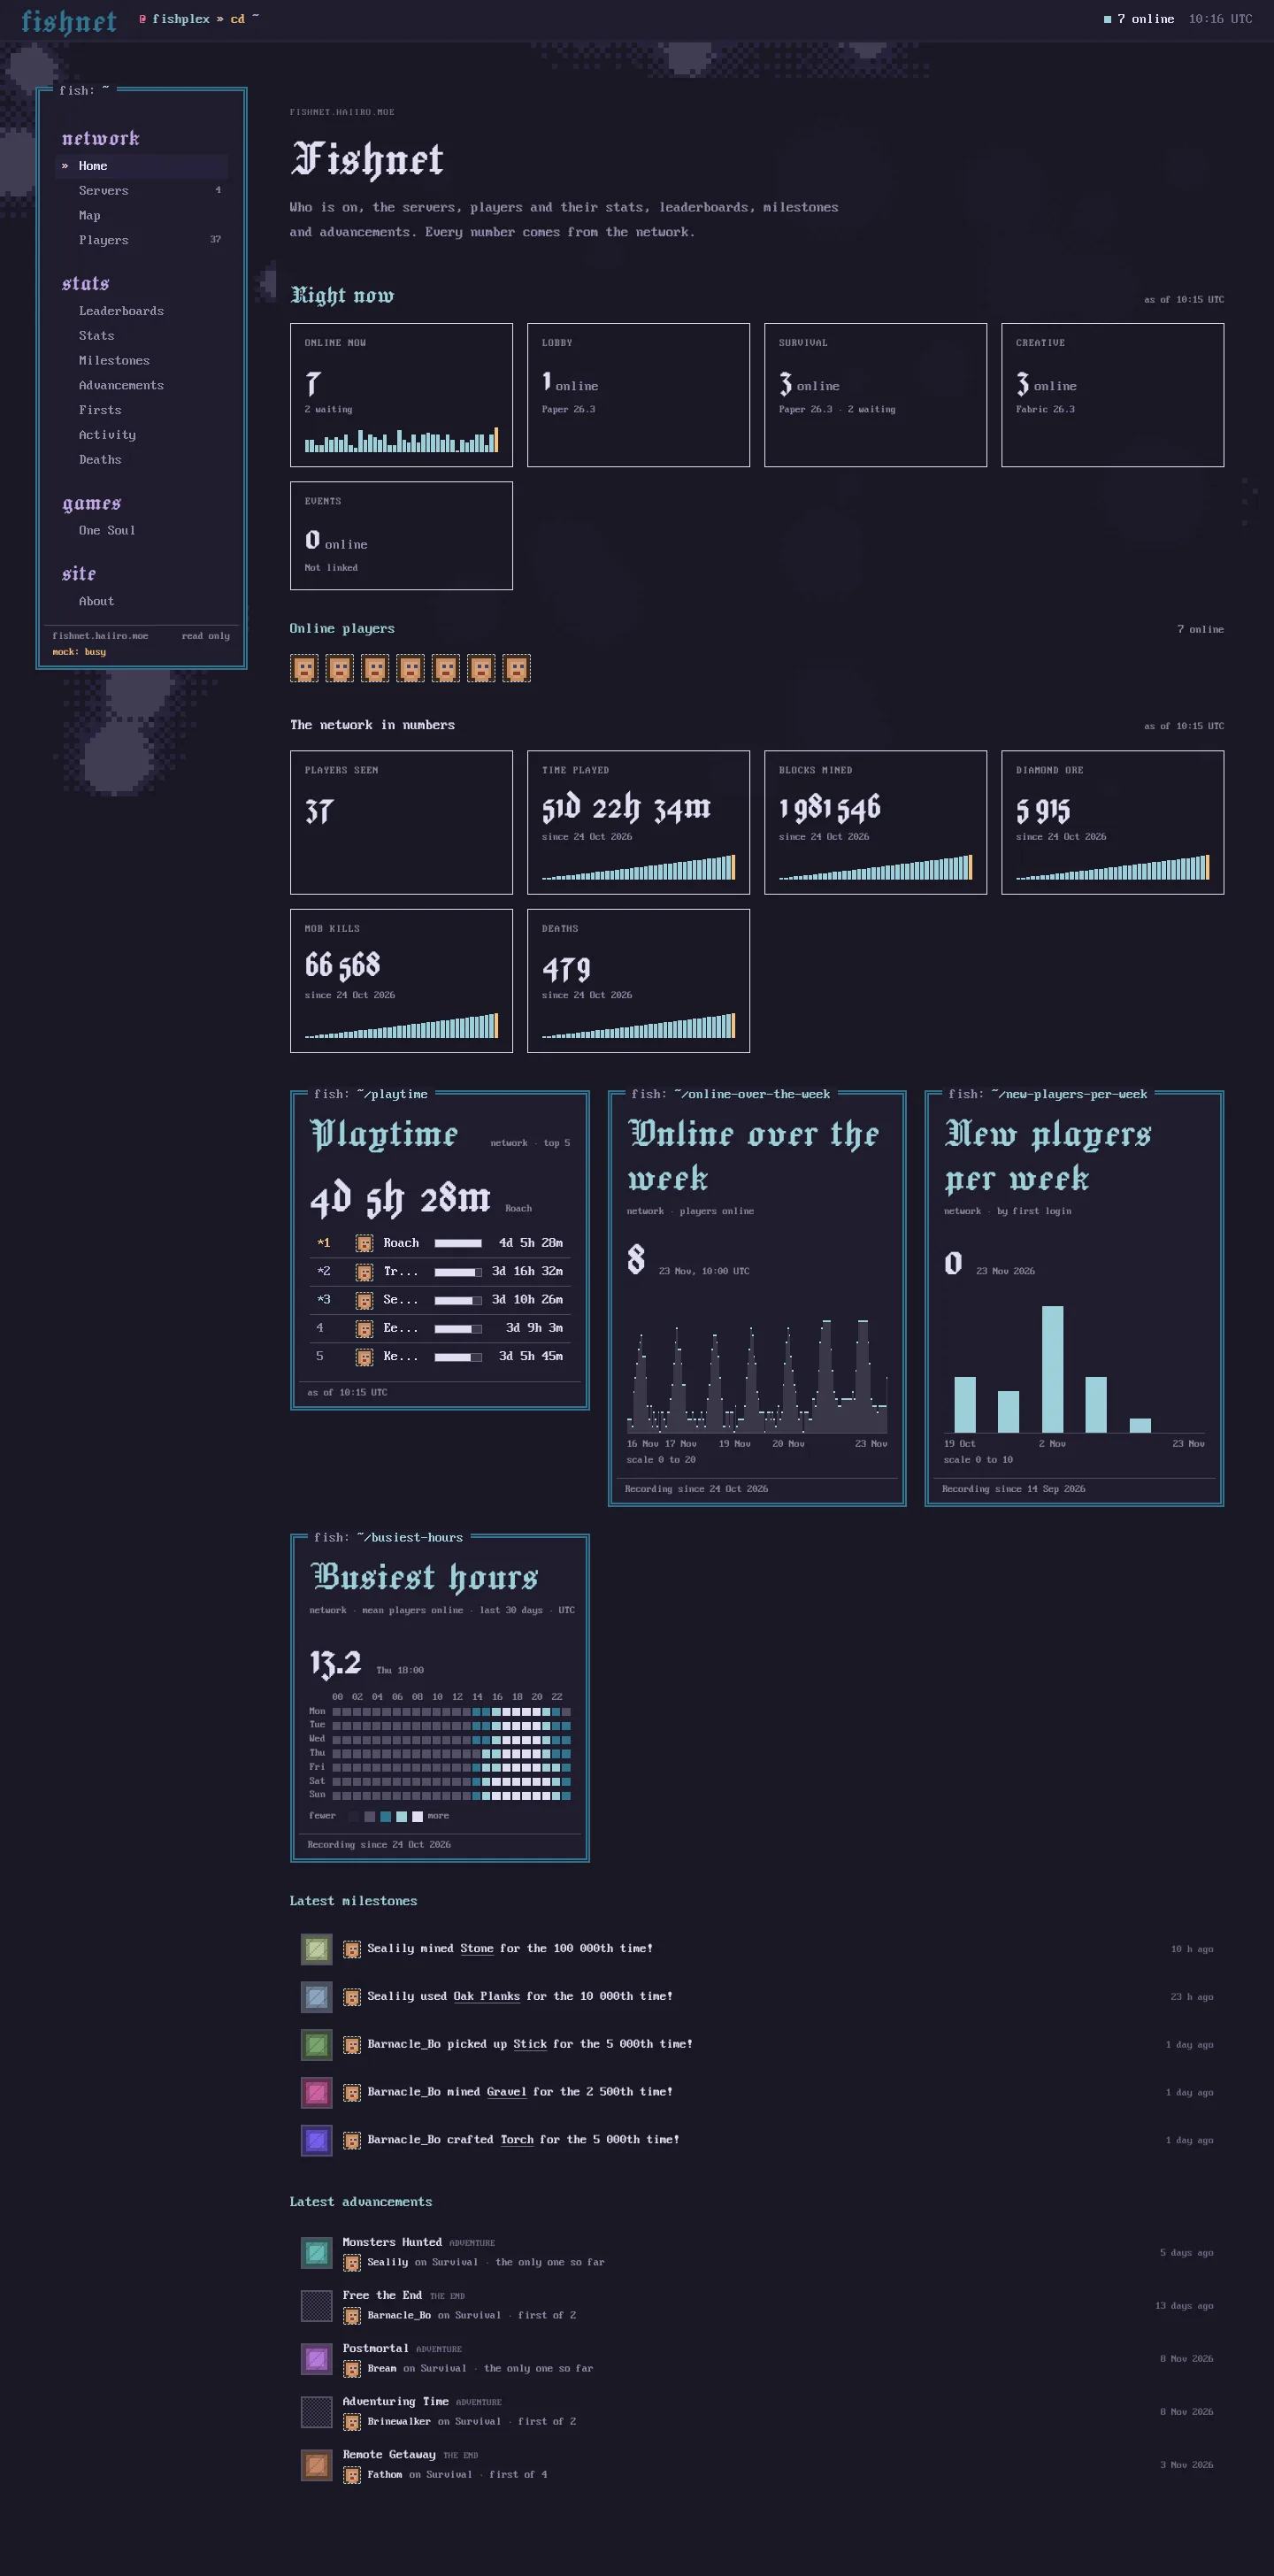 fishnet @ fishplex » cd ~ 7 online 10:16 UTC
fish: ~
network
» Home
Servers 4
Map
Players 37
stats
Leaderboards
Stats
Milestones
Advancements
Firsts
Activity
Deaths
games
One Soul
site
About
fishnet.haiiro.moe read only
mock: busy
FISHNET.HAIIRO.MOE
Fishnet
Who is on, the servers, players and their stats, leaderboards, milestones
and advancements. Every number comes from the network.
Right now as of 10:15 UTC
ONLINE NOW
7
2 waiting
LOBBY
1 online
Paper 26.3
SURVIVAL
3 online
Paper 26.3 · 2 waiting
CREATIVE
3 online
Fabric 26.3
EVENTS
0 online
Not linked
Online players 7 online
The network in numbers as of 10:15 UTC
PLAYERS SEEN
37
TIME PLAYED
51d 22h 34m
since 24 Oct 2026
BLOCKS MINED
1 981 546
since 24 Oct 2026
DIAMOND ORE
5 915
since 24 Oct 2026
MOB KILLS
66 568
since 24 Oct 2026
DEATHS
479
since 24 Oct 2026
fish: ~/playtime
Playtime network · top 5
4d 5h 28m Roach
*1 Roach 4d 5h 28m
*2 Tr... 3d 16h 32m
*3 Se... 3d 10h 26m
4 Ee... 3d 9h 3m
5 Ke... 3d 5h 45m
as of 10:15 UTC
fish: ~/online-over-the-week
Online over the
week
network · players online
8 23 Nov, 10:00 UTC
16 Nov 17 Nov 19 Nov 20 Nov 23 Nov
scale 0 to 20
Recording since 24 Oct 2026
fish: ~/new-players-per-week
New players
per week
network · by first login
0 23 Nov 2026
19 Oct 2 Nov 23 Nov
scale 0 to 10
Recording since 14 Sep 2026
fish: ~/busiest-hours
Busiest hours
network · mean players online · last 30 days · UTC
13.2 Thu 18:00
00 02 04 06 08 10 12 14 16 18 20 22
Mon
Tue
Wed
Thu
Fri
Sat
Sun
fewer more
Recording since 24 Oct 2026
Latest milestones
Sealily mined Stone for the 100 000th time! 10 h ago
Sealily used Oak Planks for the 10 000th time! 23 h ago
Barnacle_Bo picked up Stick for the 5 000th time! 1 day ago
Barnacle_Bo mined Gravel for the 2 500th time! 1 day ago
Barnacle_Bo crafted Torch for the 5 000th time! 1 day ago
Latest advancements
Monsters Hunted ADVENTURE
Sealily on Survival · the only one so far 5 days ago
Free the End THE END
Barnacle_Bo on Survival · first of 2 13 days ago
Postmortal ADVENTURE
Bream on Survival · the only one so far 8 Nov 2026
Adventuring Time ADVENTURE
Brinewalker on Survival · first of 2 8 Nov 2026
Remote Getaway THE END
Fathom on Survival · first of 4 3 Nov 2026